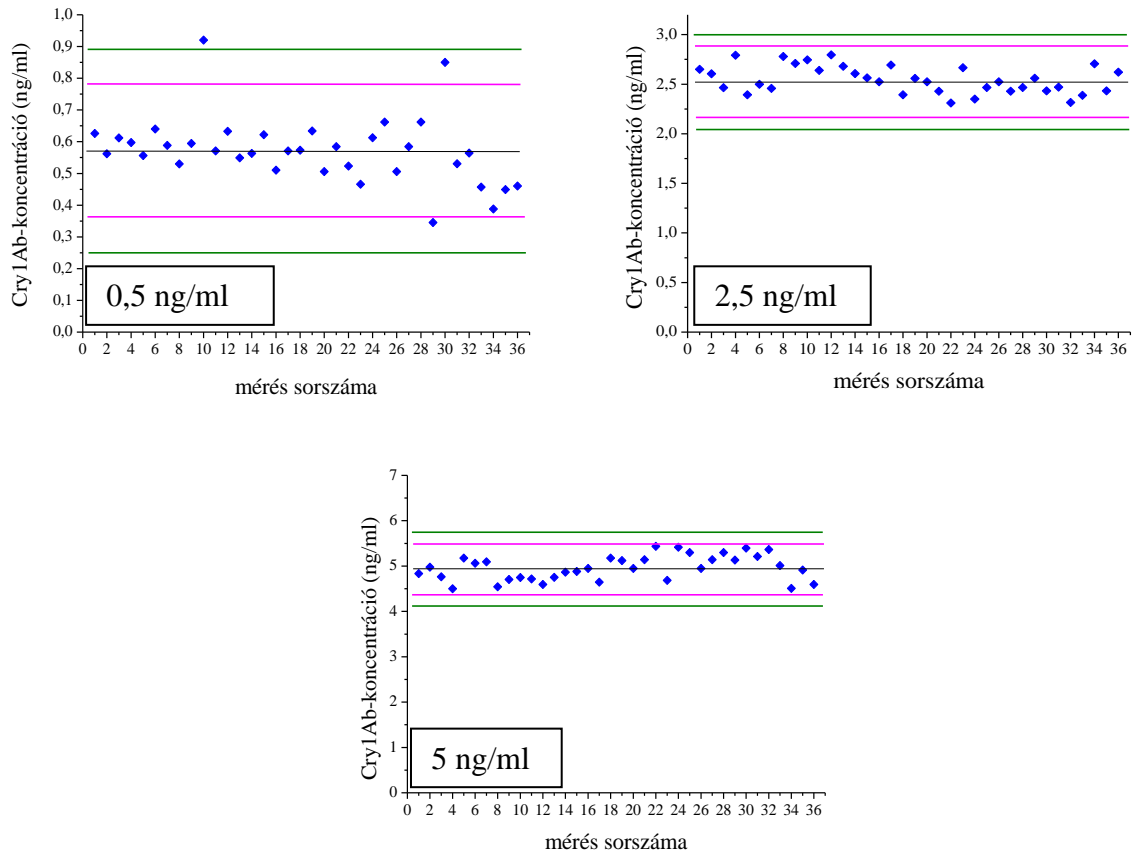 Cry1Ab-koncentráció (ng/ml)
1,0
0,9
0,8
0,7
0,6
0,5
0,4
0,3
0,2
0,1
0,0
0,5 ng/ml
0 2 4 6 8 10 12 14 16 18 20 22 24 26 28 30 32 34 36
mérés sorszáma
Cry1Ab-koncentráció (ng/ml)
3,0
2,5
2,0
1,5
1,0
0,5
0,0
2,5 ng/ml
0 2 4 6 8 10 12 14 16 18 20 22 24 26 28 30 32 34 36
mérés sorszáma
Cry1Ab-koncentráció (ng/ml)
7
6
5
4
3
2
1
0
5 ng/ml
0 2 4 6 8 10 12 14 16 18 20 22 24 26 28 30 32 34 36
mérés sorszáma